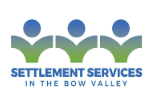 SETTLEMENT SERVICES
IN THE BOW VALLEY